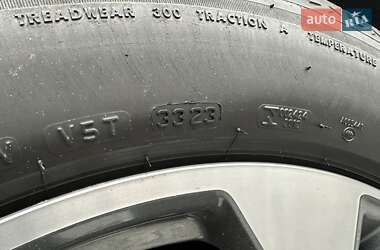 auto RIA
TREADWEAR 300 TRACTION A TEMPERATURE
V5T 3323